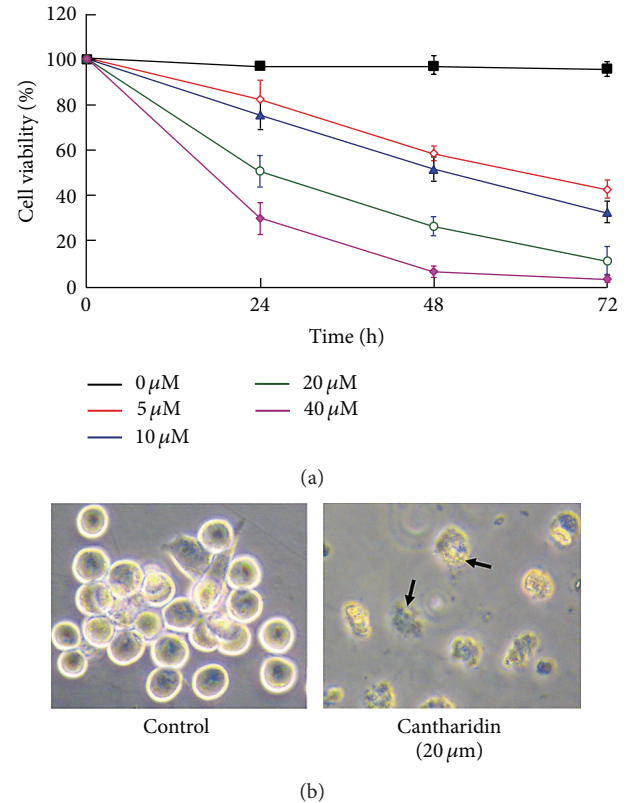 (a)
120
100
80
60
40
20
0
Cell viability (%)
0 24 48 72
Time (h)
0 μM
5 μM
10 μM
20 μM
40 μM
(a)
Control
Cantharidin
(20 μm)
(b)